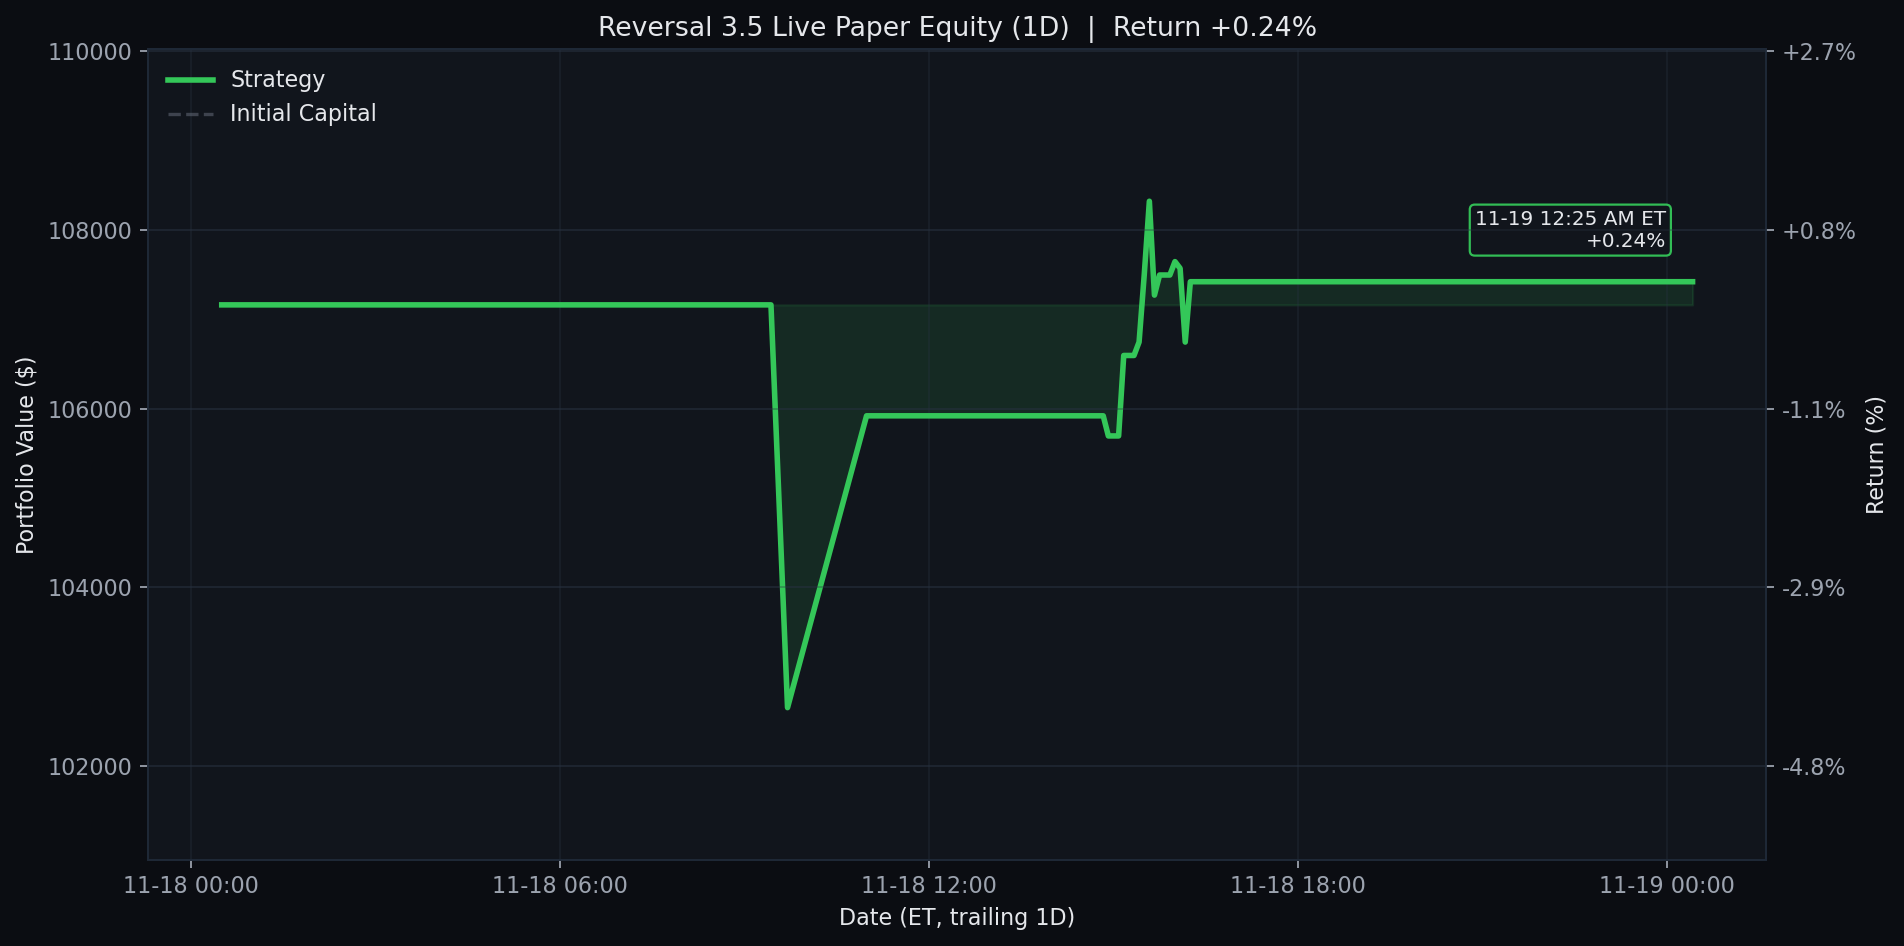 Reversal 3.5 Live Paper Equity (1D) | Return +0.24%
Strategy
Initial Capital
11-19 12:25 AM ET
+0.24%
Portfolio Value ($)
110000
108000
106000
104000
102000
+2.7%
+0.8%
-1.1%
-2.9%
-4.8%
Return (%)
11-18 00:00
11-18 06:00
11-18 12:00
11-18 18:00
11-19 00:00
Date (ET, trailing 1D)